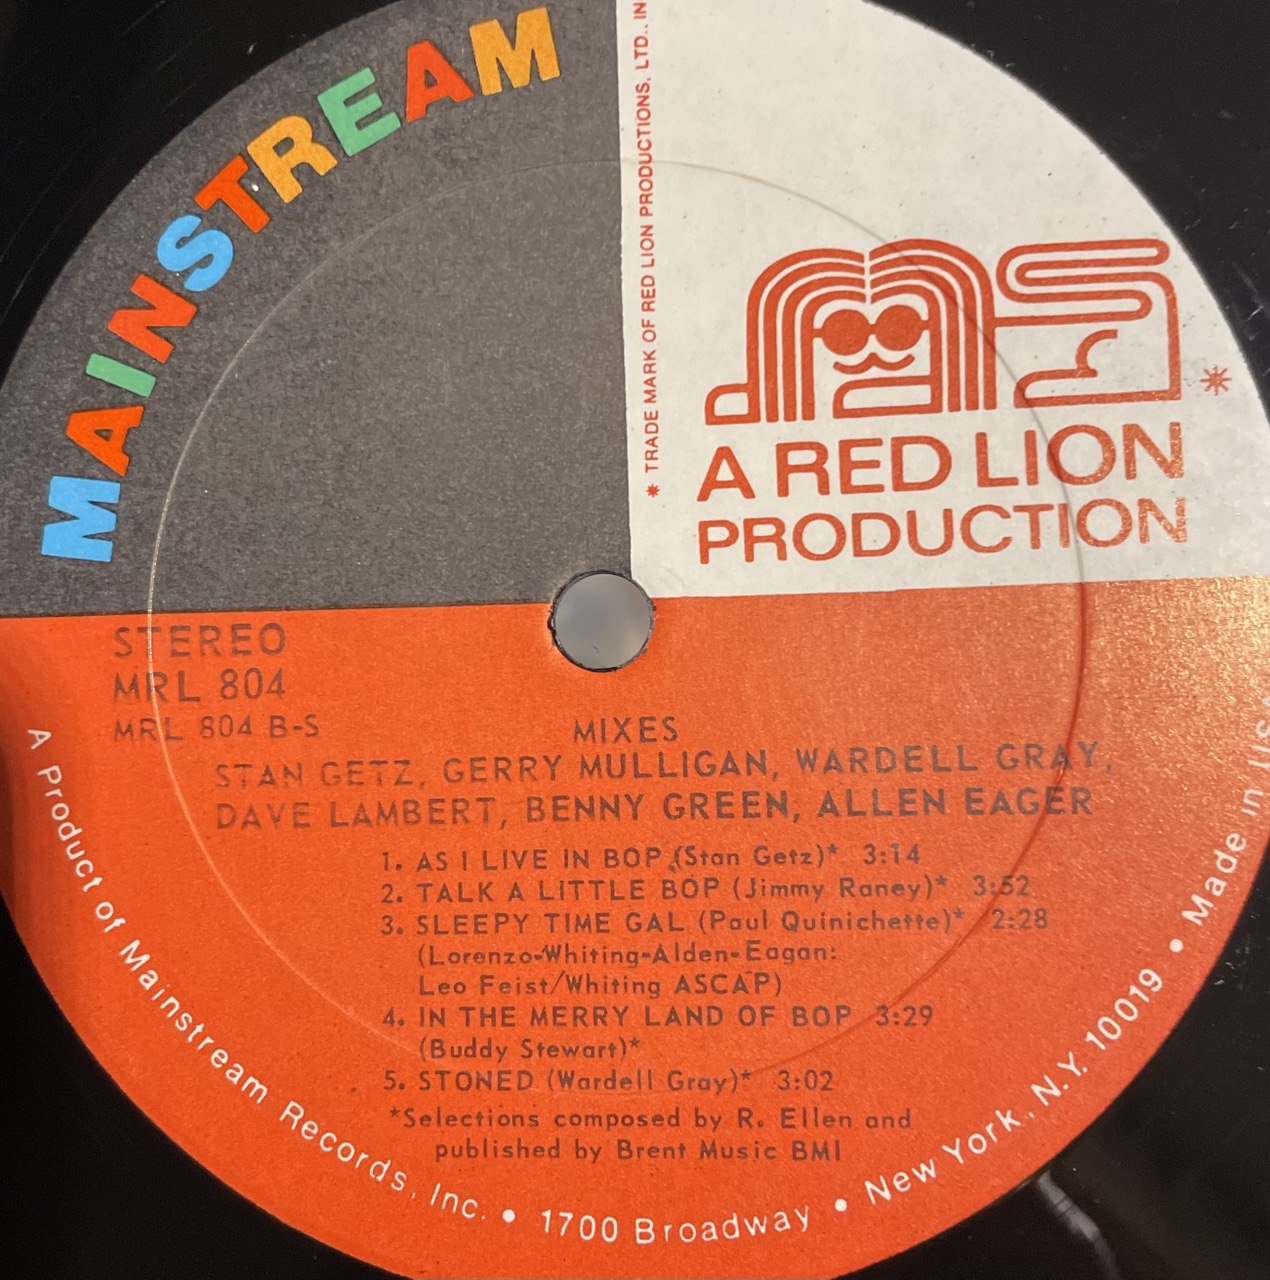 MAINSTREAM
* TRADE MARK OF RED LION PRODUCTIONS, LTD., IN
ms
*
A RED LION
PRODUCTION
STEREO
MRL 804
MRL 804 B-S
MIXES
STAN GETZ, GERRY MULLIGAN, WARDELL GRAY,
DAVE LAMBERT, BENNY GREEN, ALLEN EAGER
1. AS I LIVE IN BOP (Stan Getz)* 3:14
2. TALK A LITTLE BOP (Jimmy Raney)* 3:52
3. SLEEPY TIME GAL (Paul Quinichette)* 2:28
(Lorenzo-Whiting-Alden-Eagan:
Leo Feist/Whiting ASCAP)
4. IN THE MERRY LAND OF BOP 3:29
(Buddy Stewart)*
5. STONED (Wardell Gray)* 3:02
*Selections composed by R. Ellen and
published by Brent Music BMI
A Product of Mainstream Records, Inc. • 1700 Broadway • New York, N.Y. 10019 • Made in